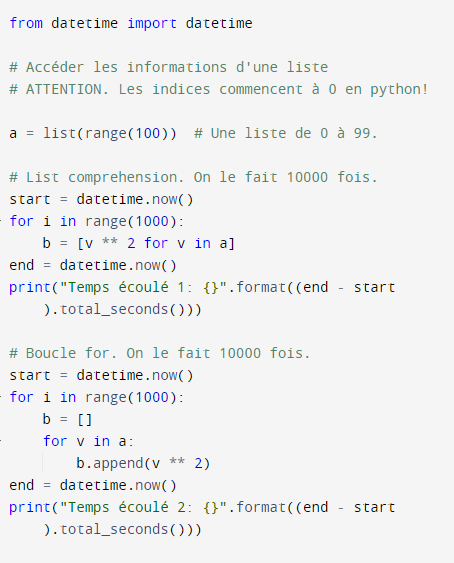 from datetime import datetime
# Accéder les informations d'une liste
# ATTENTION. Les indices commencent à 0 en python!
a = list(range(100))  # Une liste de 0 à 99.
# List comprehension. On le fait 10000 fois.
start = datetime.now()
for i in range(1000):
    b = [v ** 2 for v in a]
end = datetime.now()
print("Temps écoulé 1: {}".format((end - start
    ).total_seconds()))
# Boucle for. On le fait 10000 fois.
start = datetime.now()
for i in range(1000):
    b = []
    for v in a:
        b.append(v ** 2)
end = datetime.now()
print("Temps écoulé 2: {}".format((end - start
    ).total_seconds()))